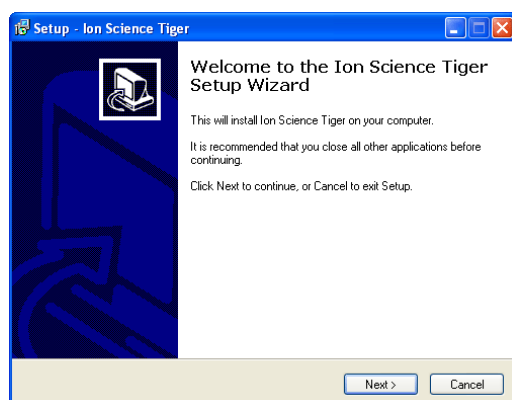 Setup - Ion Science Tiger
Welcome to the Ion Science Tiger
Setup Wizard
This will install Ion Science Tiger on your computer.
It is recommended that you close all other applications before
continuing.
Click Next to continue, or Cancel to exit Setup.
Next >
Cancel